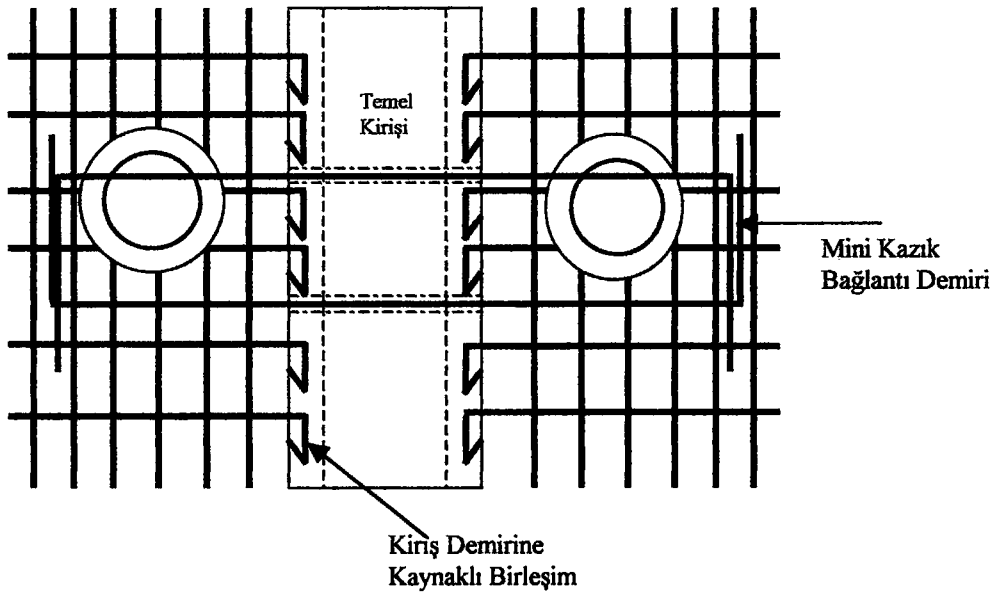 Temel
Kirişi
Mini Kazık
Bağlantı Demiri
Kiriş Demirine
Kaynaklı Birleşim